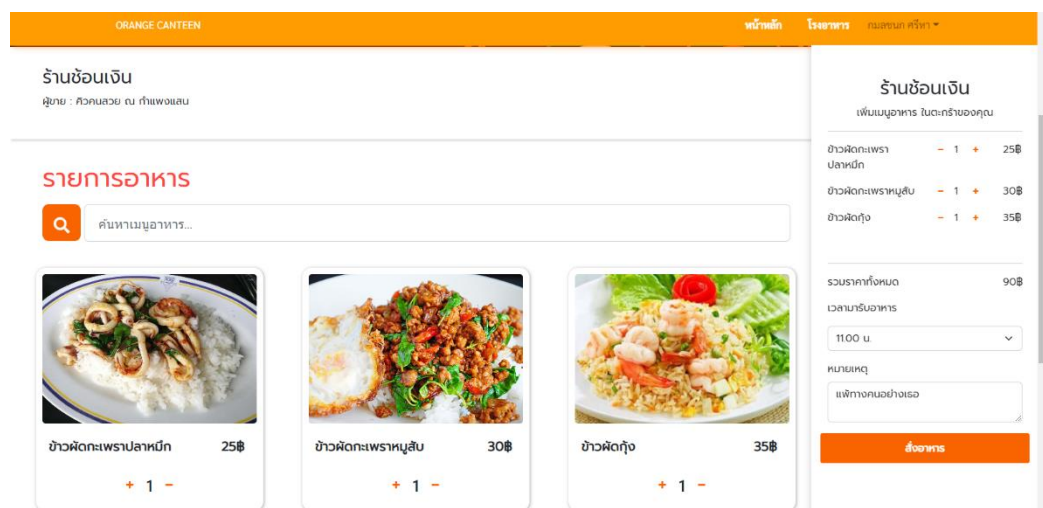 ORANGE CANTEEN
หน้าหลัก
โรงอาหาร
กมลชนก ศรีหา
ร้านช้อนเงิน
ผู้ขาย : คิวคนสวย ณ กำแพงแสน
รายการอาหาร
ค้นหาเมนูอาหาร...
ข้าวผัดกะเพราปลาหมึก 25฿
+ 1 -
ข้าวผัดกะเพราหมูสับ 30฿
+ 1 -
ข้าวผัดกุ้ง 35฿
+ 1 -
ร้านช้อนเงิน
เพิ่มเมนูอาหาร ในตะกร้าของคุณ
ข้าวผัดกะเพรา - 1 + 25฿
ปลาหมึก
ข้าวผัดกะเพราหมูสับ - 1 + 30฿
ข้าวผัดกุ้ง - 1 + 35฿
รวมราคาทั้งหมด 90฿
เวลามารับอาหาร
11:00 น.
หมายเหตุ
แพ้ทางคนอย่างเธอ
สั่งอาหาร